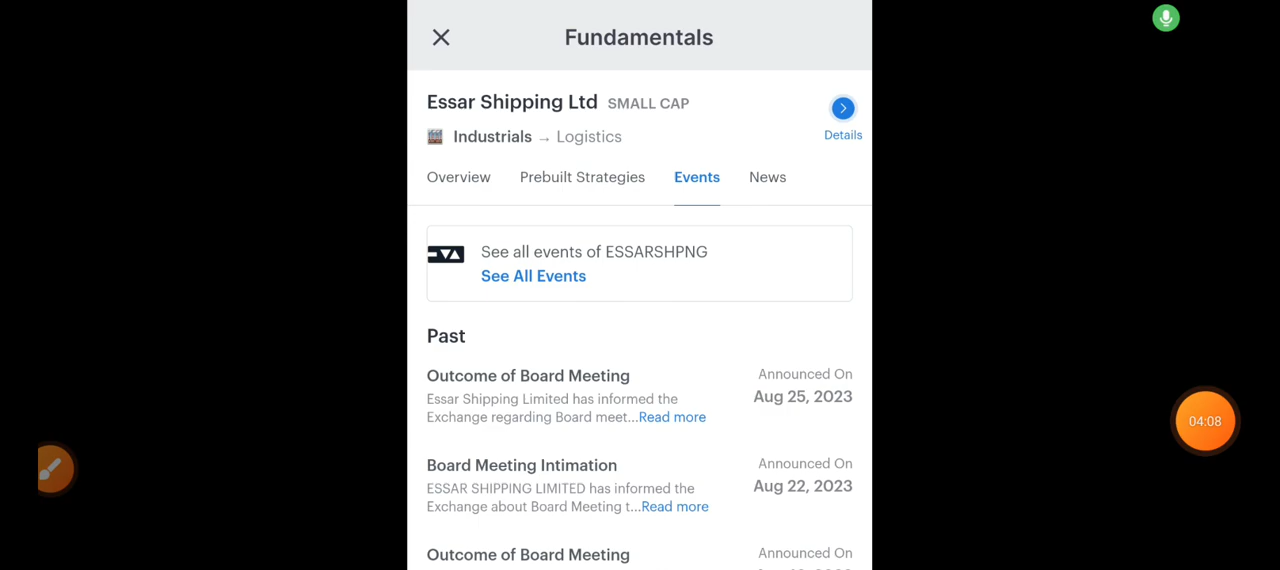 Fundamentals
Essar Shipping Ltd SMALL CAP
Industrials → Logistics
Details
Overview Prebuilt Strategies Events News
See all events of ESSARSHPNG
See All Events
Past
Outcome of Board Meeting
Announced On
Aug 25, 2023
Essar Shipping Limited has informed the
Exchange regarding Board meet...Read more
Board Meeting Intimation
Announced On
Aug 22, 2023
ESSAR SHIPPING LIMITED has informed the
Exchange about Board Meeting t...Read more
Outcome of Board Meeting
Announced On
04:08